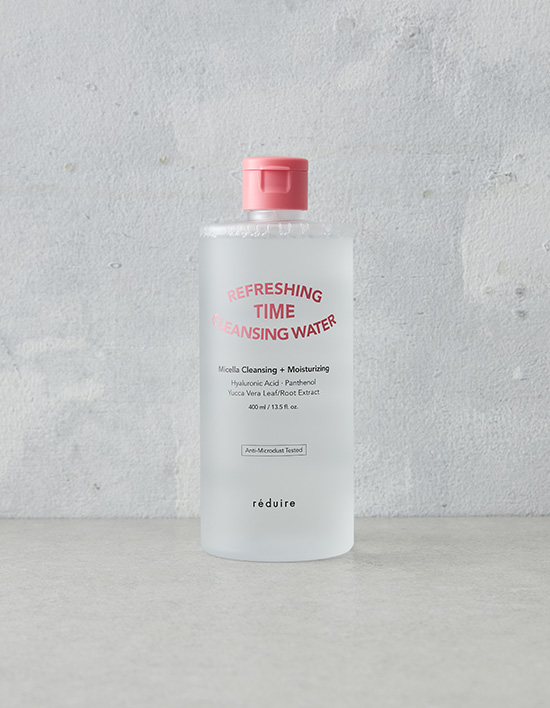 REFRESHING
TIME
CLEANSING WATER
Micella Cleansing + Moisturizing
Hyaluronic Acid · Panthenol
Yucca Vera Leaf/Root Extract
400 ml / 13.5 fl. oz.
Anti-Microdust Tested
réduire